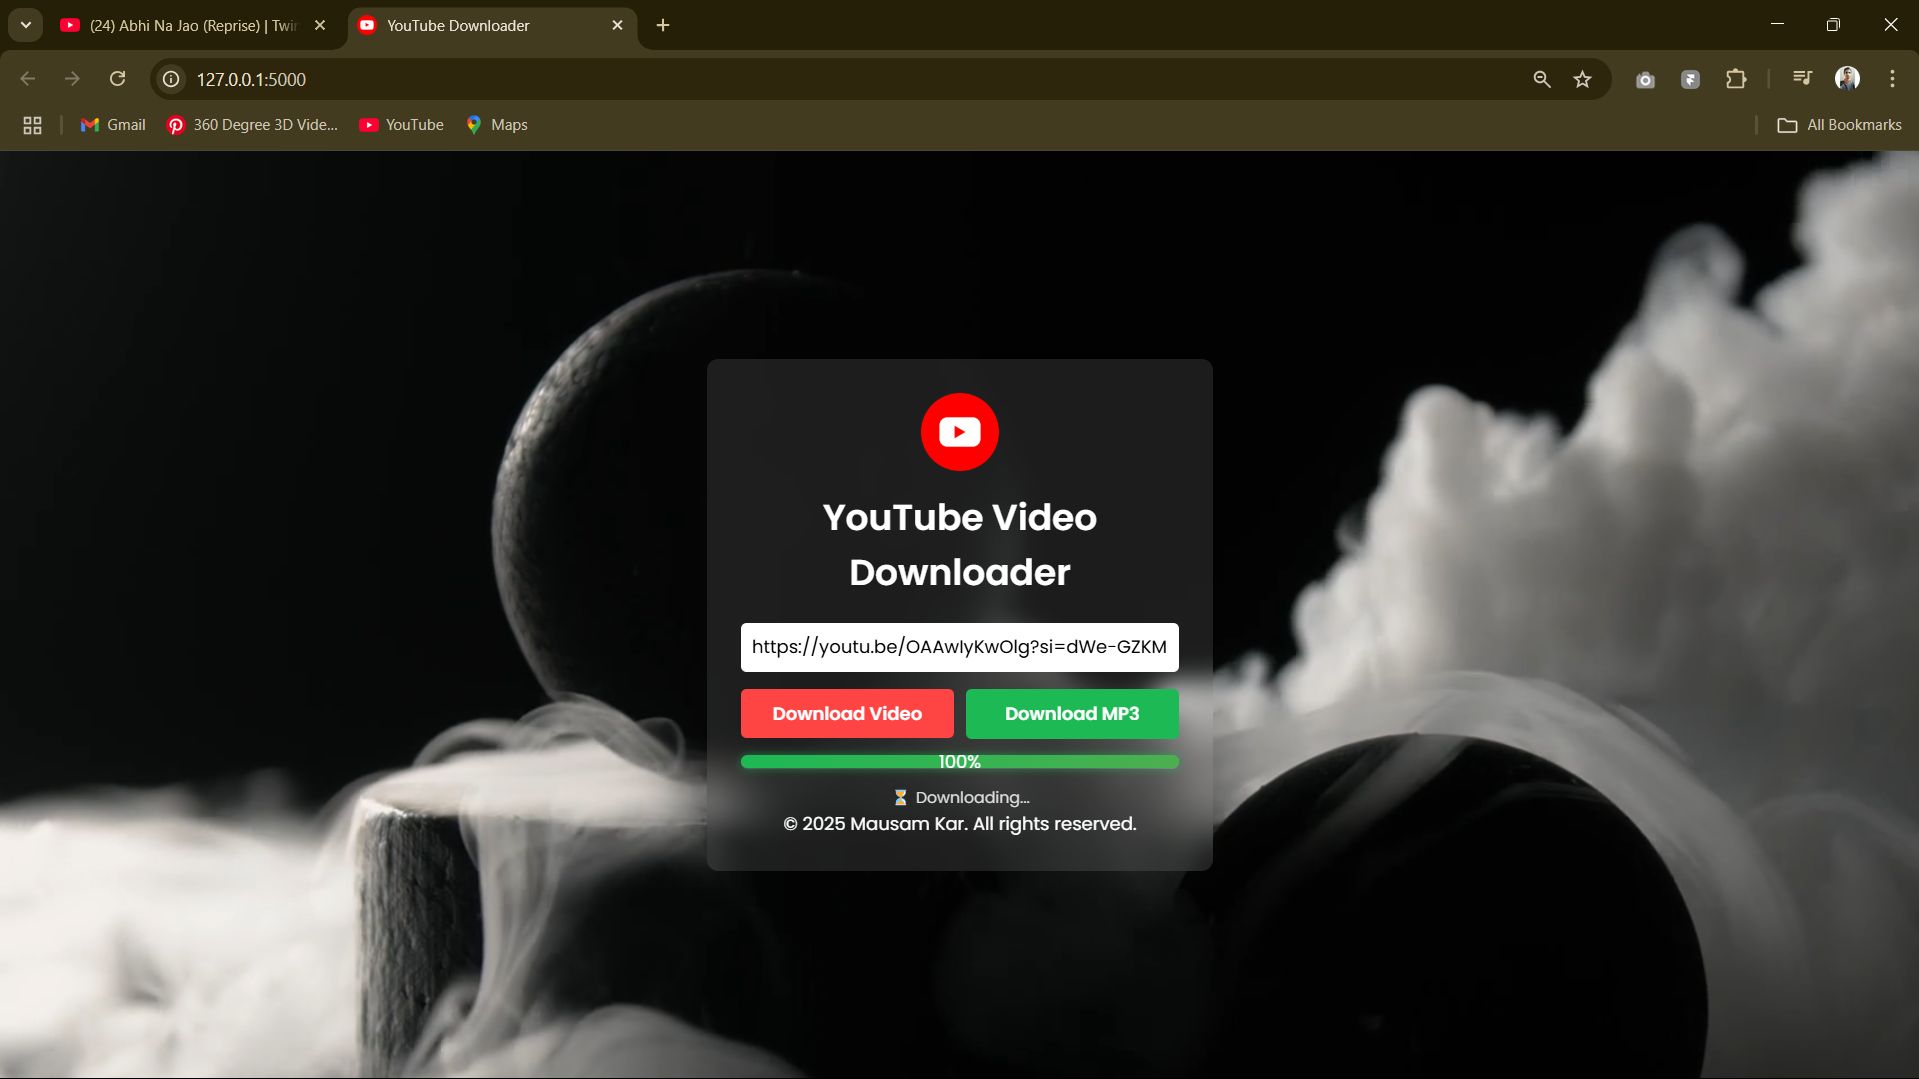 (24) Abhi Na Jao (Reprise) | Twin
YouTube Downloader
127.0.0.1:5000
Gmail
360 Degree 3D Vide...
YouTube
Maps
All Bookmarks
YouTube Video
Downloader
https://youtu.be/OAAwIyKwOlg?si=dWe-GZKM
Download Video
Download MP3
100%
⏳ Downloading...
© 2025 Mausam Kar. All rights reserved.